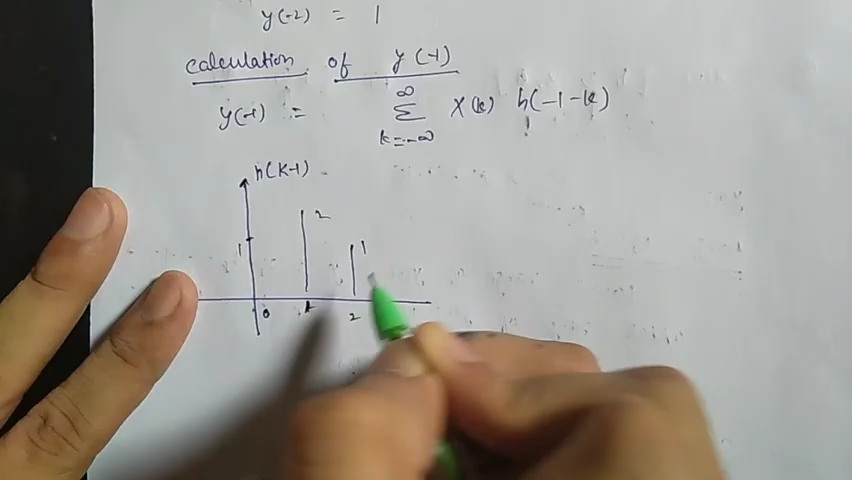 y(-2) = 1
calculation of y(-1)
y(-1) = ∞ Σ k=-∞ x(k) h(-1-k)
h(k-1)
2
1 1
0 1 2